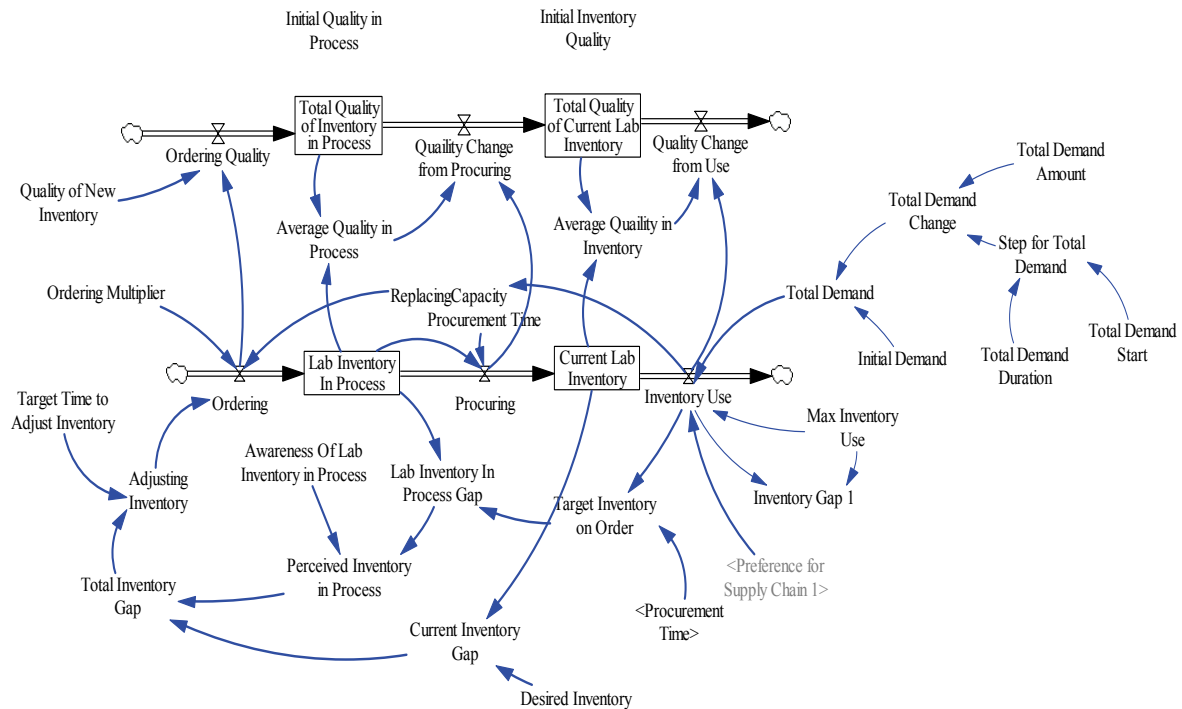 Initial Quality in
Process
Initial Inventory
Quality
Total Quality
of Inventory
in Process
Total Quality
of Current Lab
Inventory
Ordering Quality
Quaility Change
from Procuring
Quality Change
from Use
Quality of New
Inventory
Average Quality in
Process
Average Quaility in
Inventory
Total Demand
Amount
Total Demand
Change
Step for Total
Demand
Ordering Multiplier
ReplacingCapacity
Procurement Time
Total Demand
Initial Demand
Total Demand
Duration
Total Demand
Start
Lab Inventory
In Process
Current Lab
Inventory
Ordering
Procuring
Inventory Use
Target Time to
Adjust Inventory
Max Inventory
Use
Adjusting
Inventory
Awareness Of Lab
Inventory in Process
Lab Inventory In
Process Gap
Target Inventory
on Order
Inventory Gap 1
Total Inventory
Gap
Perceived Inventory
in Process
<Preference for
Supply Chain 1>
<Procurement
Time>
Current Inventory
Gap
Desired Inventory